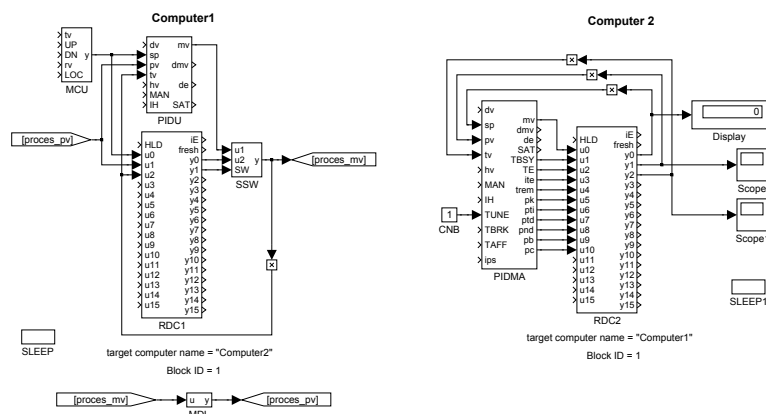 Computer1
tv
UP
DN y
rv
LOC
MCU
dv mv
sp
pv dmv
tv
hv de
MAN
IH SAT
PIDU
[proces_pv]
HLD iE
fresh
u0 y0
u1 y1
u2 y2
u3 y3
u4 y4
u5 y5
u6 y6
u7 y7
u8 y8
u9 y9
u10 y10
u11 y11
u12 y12
u13 y13
u14 y14
u15 y15
RDC1
u1
u2 y
SW
SSW
[proces_mv]
×
SLEEP
target computer name = "Computer2"
Block ID = 1
[proces_mv]
u y
MDL
[proces_pv]
Computer 2
×
×
×
dv
sp
pv
tv
hv
MAN
IH
TUNE
TBRK
TAFF
ips
mv
dmv
de
SAT
TBSY
TE
ite
trem
pk
pti
ptd
pnd
pb
pc
PIDMA
1
CNB
HLD iE
fresh
u0 y0
u1 y1
u2 y2
u3 y3
u4 y4
u5 y5
u6 y6
u7 y7
u8 y8
u9 y9
u10 y10
u11 y11
u12 y12
u13 y13
u14 y14
u15 y15
RDC2
0
Display
Scope
Scope
SLEEP1
target computer name = "Computer1"
Block ID = 1